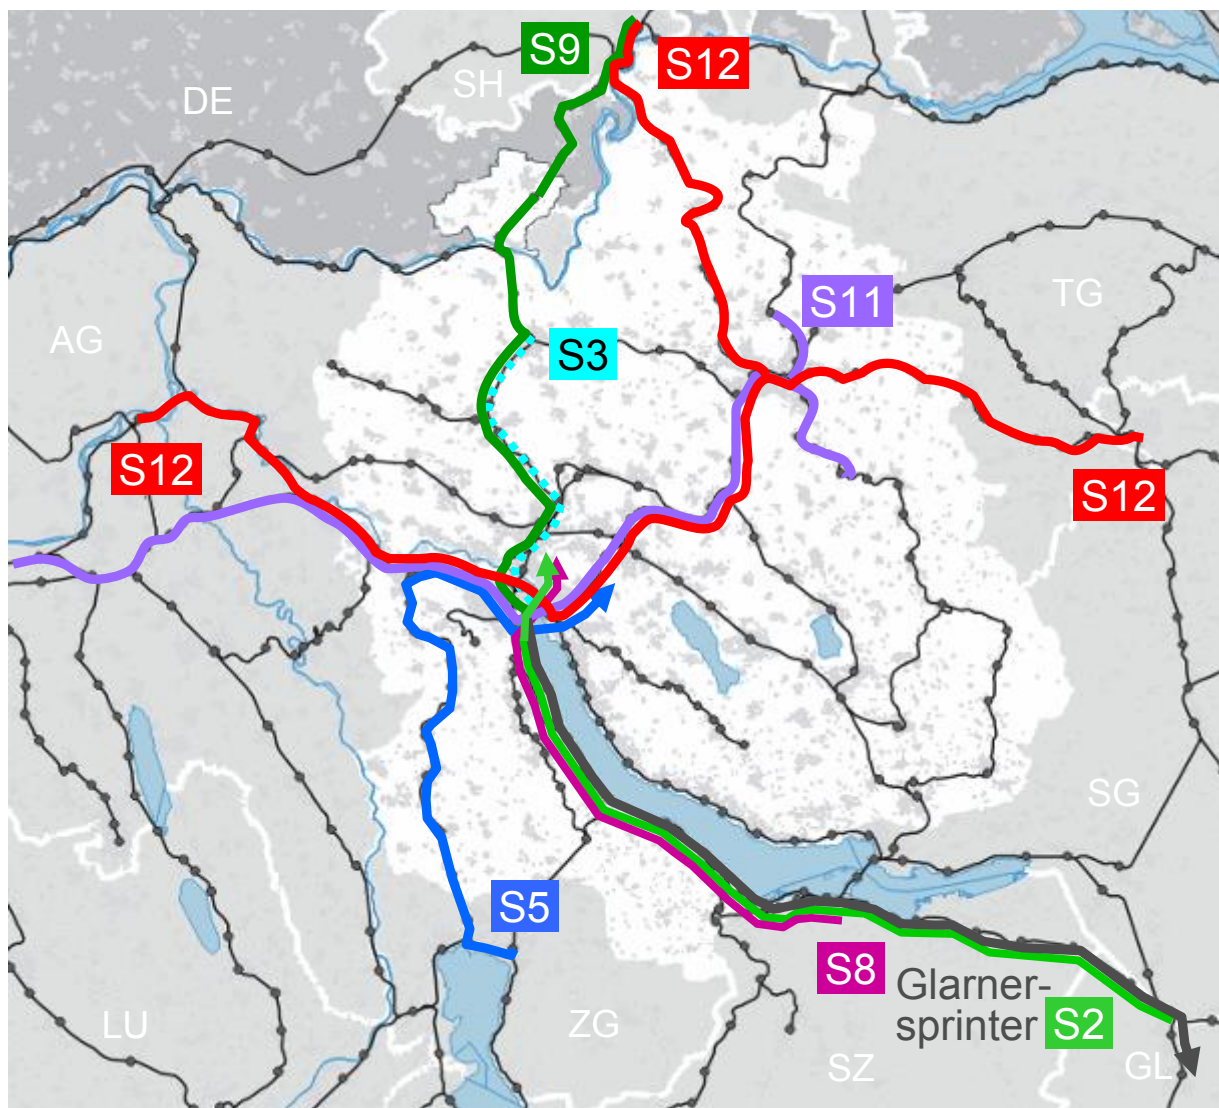 S9
S12
SH
DE
S11
TG
AG
S3
S12
S12
SG
S5
S8
Glarner-
sprinter
S2
LU
ZG
SZ
GL